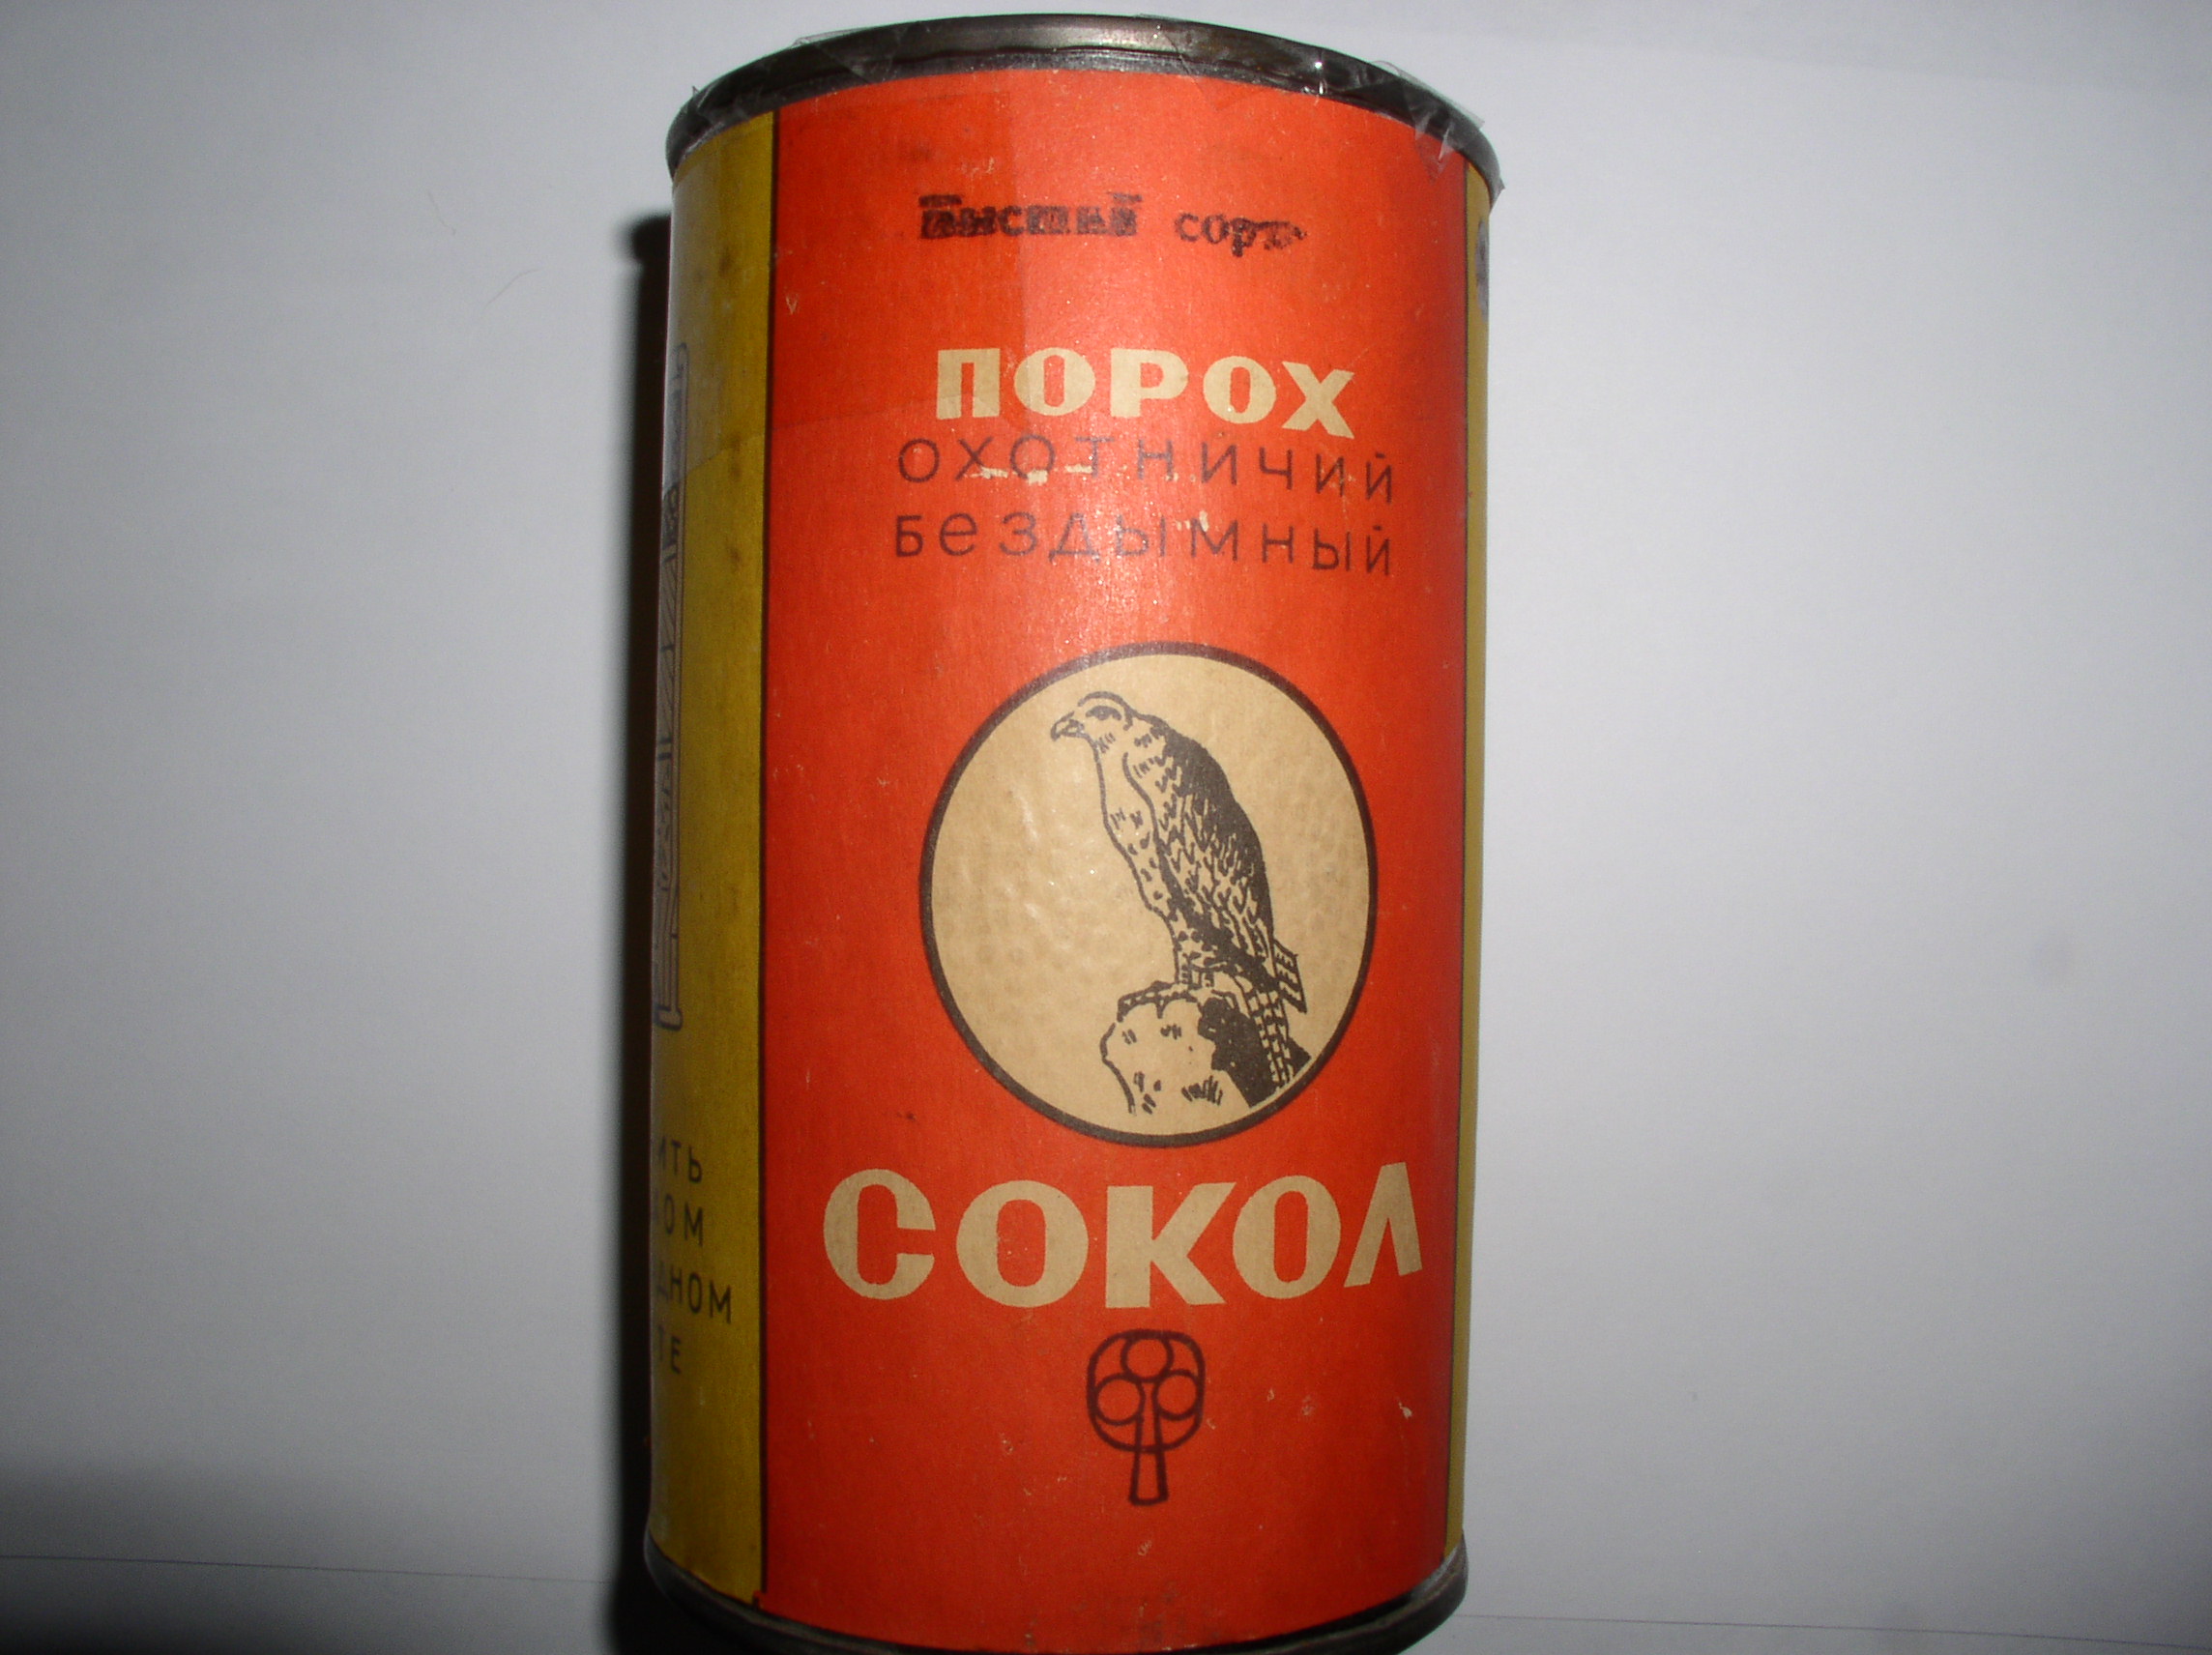 Высший сорт
ПОРОХ
ОХОТНИЧИЙ
БеЗДЫМНЫЙ
СОКОЛ